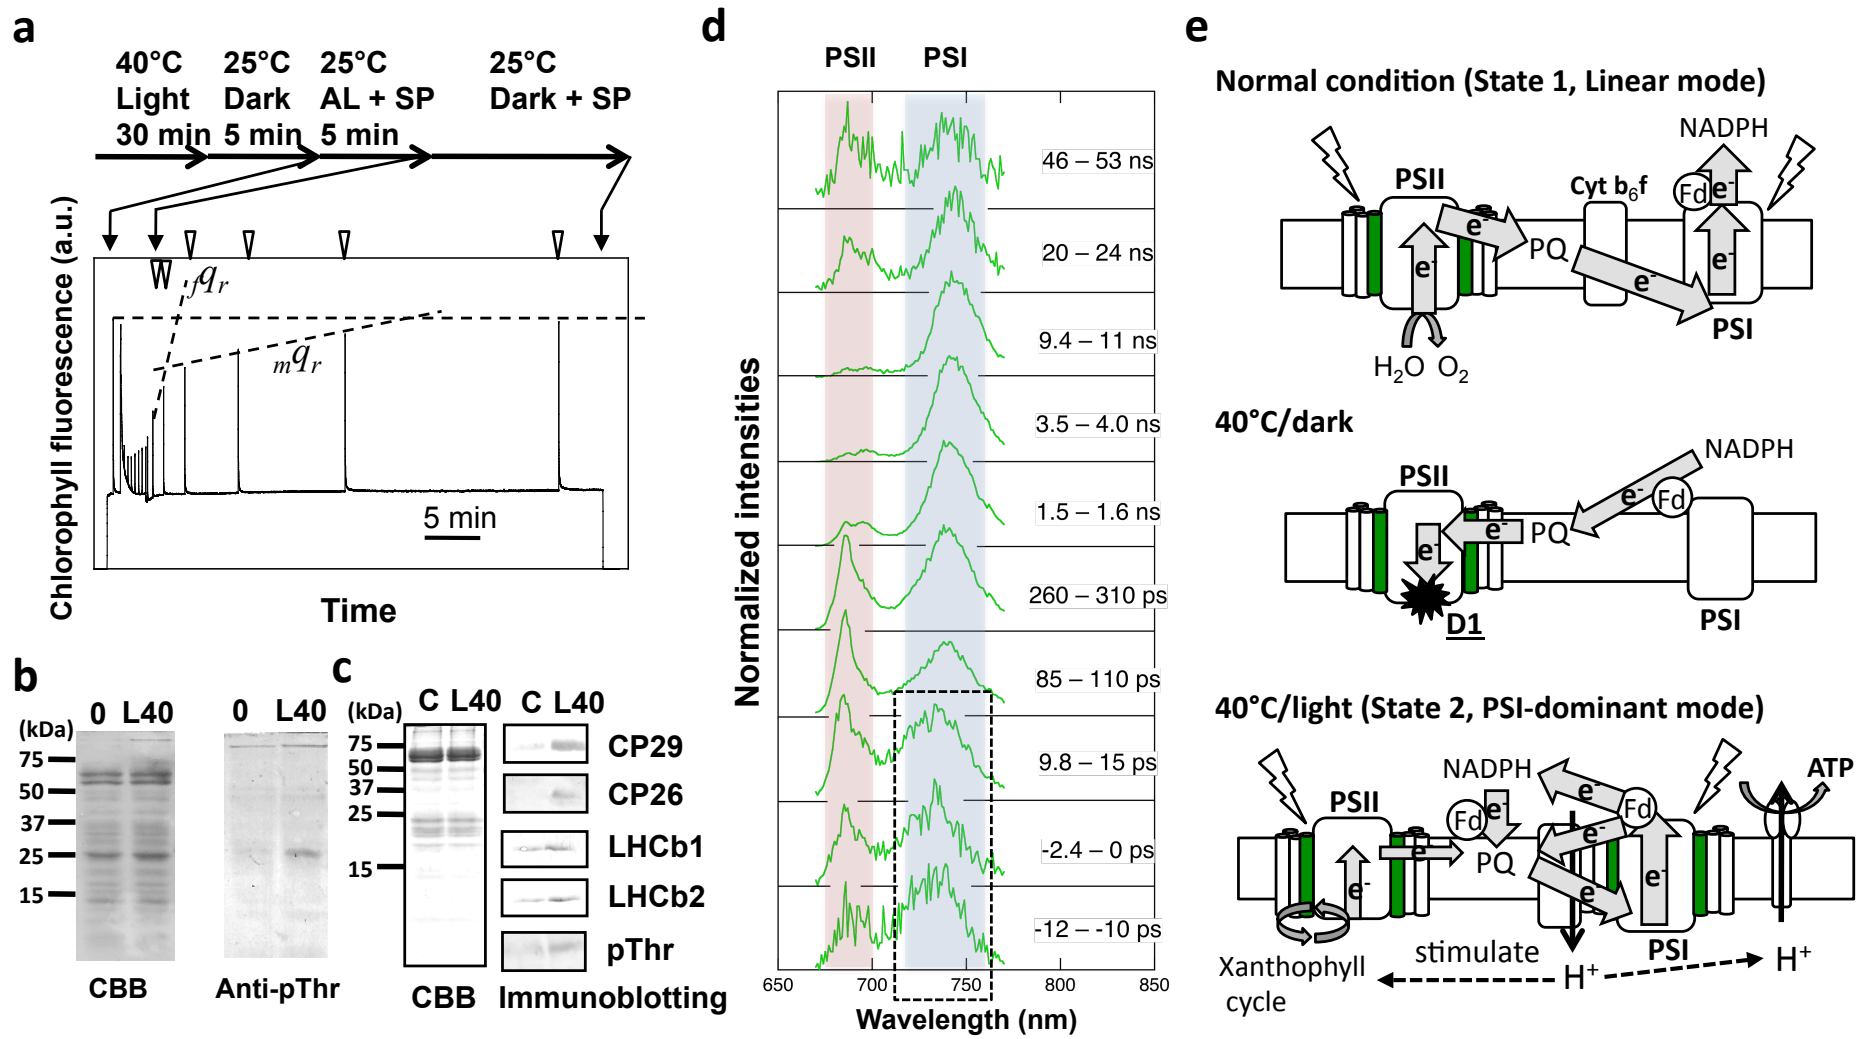 a
40°C
Light
30 min
25°C
Dark
5 min
25°C
AL + SP
5 min
25°C
Dark + SP
Chlorophyll fluorescence (a.u.)
fqr
mqr
5 min
Time
b
(kDa)
0 L40
0 L40
75
50
37
25
15
CBB
Anti-pThr
c
(kDa)
C L40
C L40
75
50
37
25
15
CP29
CP26
LHCb1
LHCb2
pThr
CBB
Immunoblotting
d
PSII
PSI
Normalized intensities
46 – 53 ns
20 – 24 ns
9.4 – 11 ns
3.5 – 4.0 ns
1.5 – 1.6 ns
260 – 310 ps
85 – 110 ps
9.8 – 15 ps
-2.4 – 0 ps
-12 – -10 ps
650 700 750 800 850
Wavelength (nm)
e
Normal condition (State 1, Linear mode)
NADPH
PSII
Cyt b6f
Fd
e-
e-
PQ
e-
e-
e-
PSI
H2O O2
40°C/dark
NADPH
PSII
e-
Fd
e-
PQ
e-
D1
PSI
40°C/light (State 2, PSI-dominant mode)
NADPH
ATP
PSII
e-
e-
Fd
Fd
e-
e-
PQ
e-
e-
e-
PSI
stimulate
Xanthophyll
cycle
H+
H+